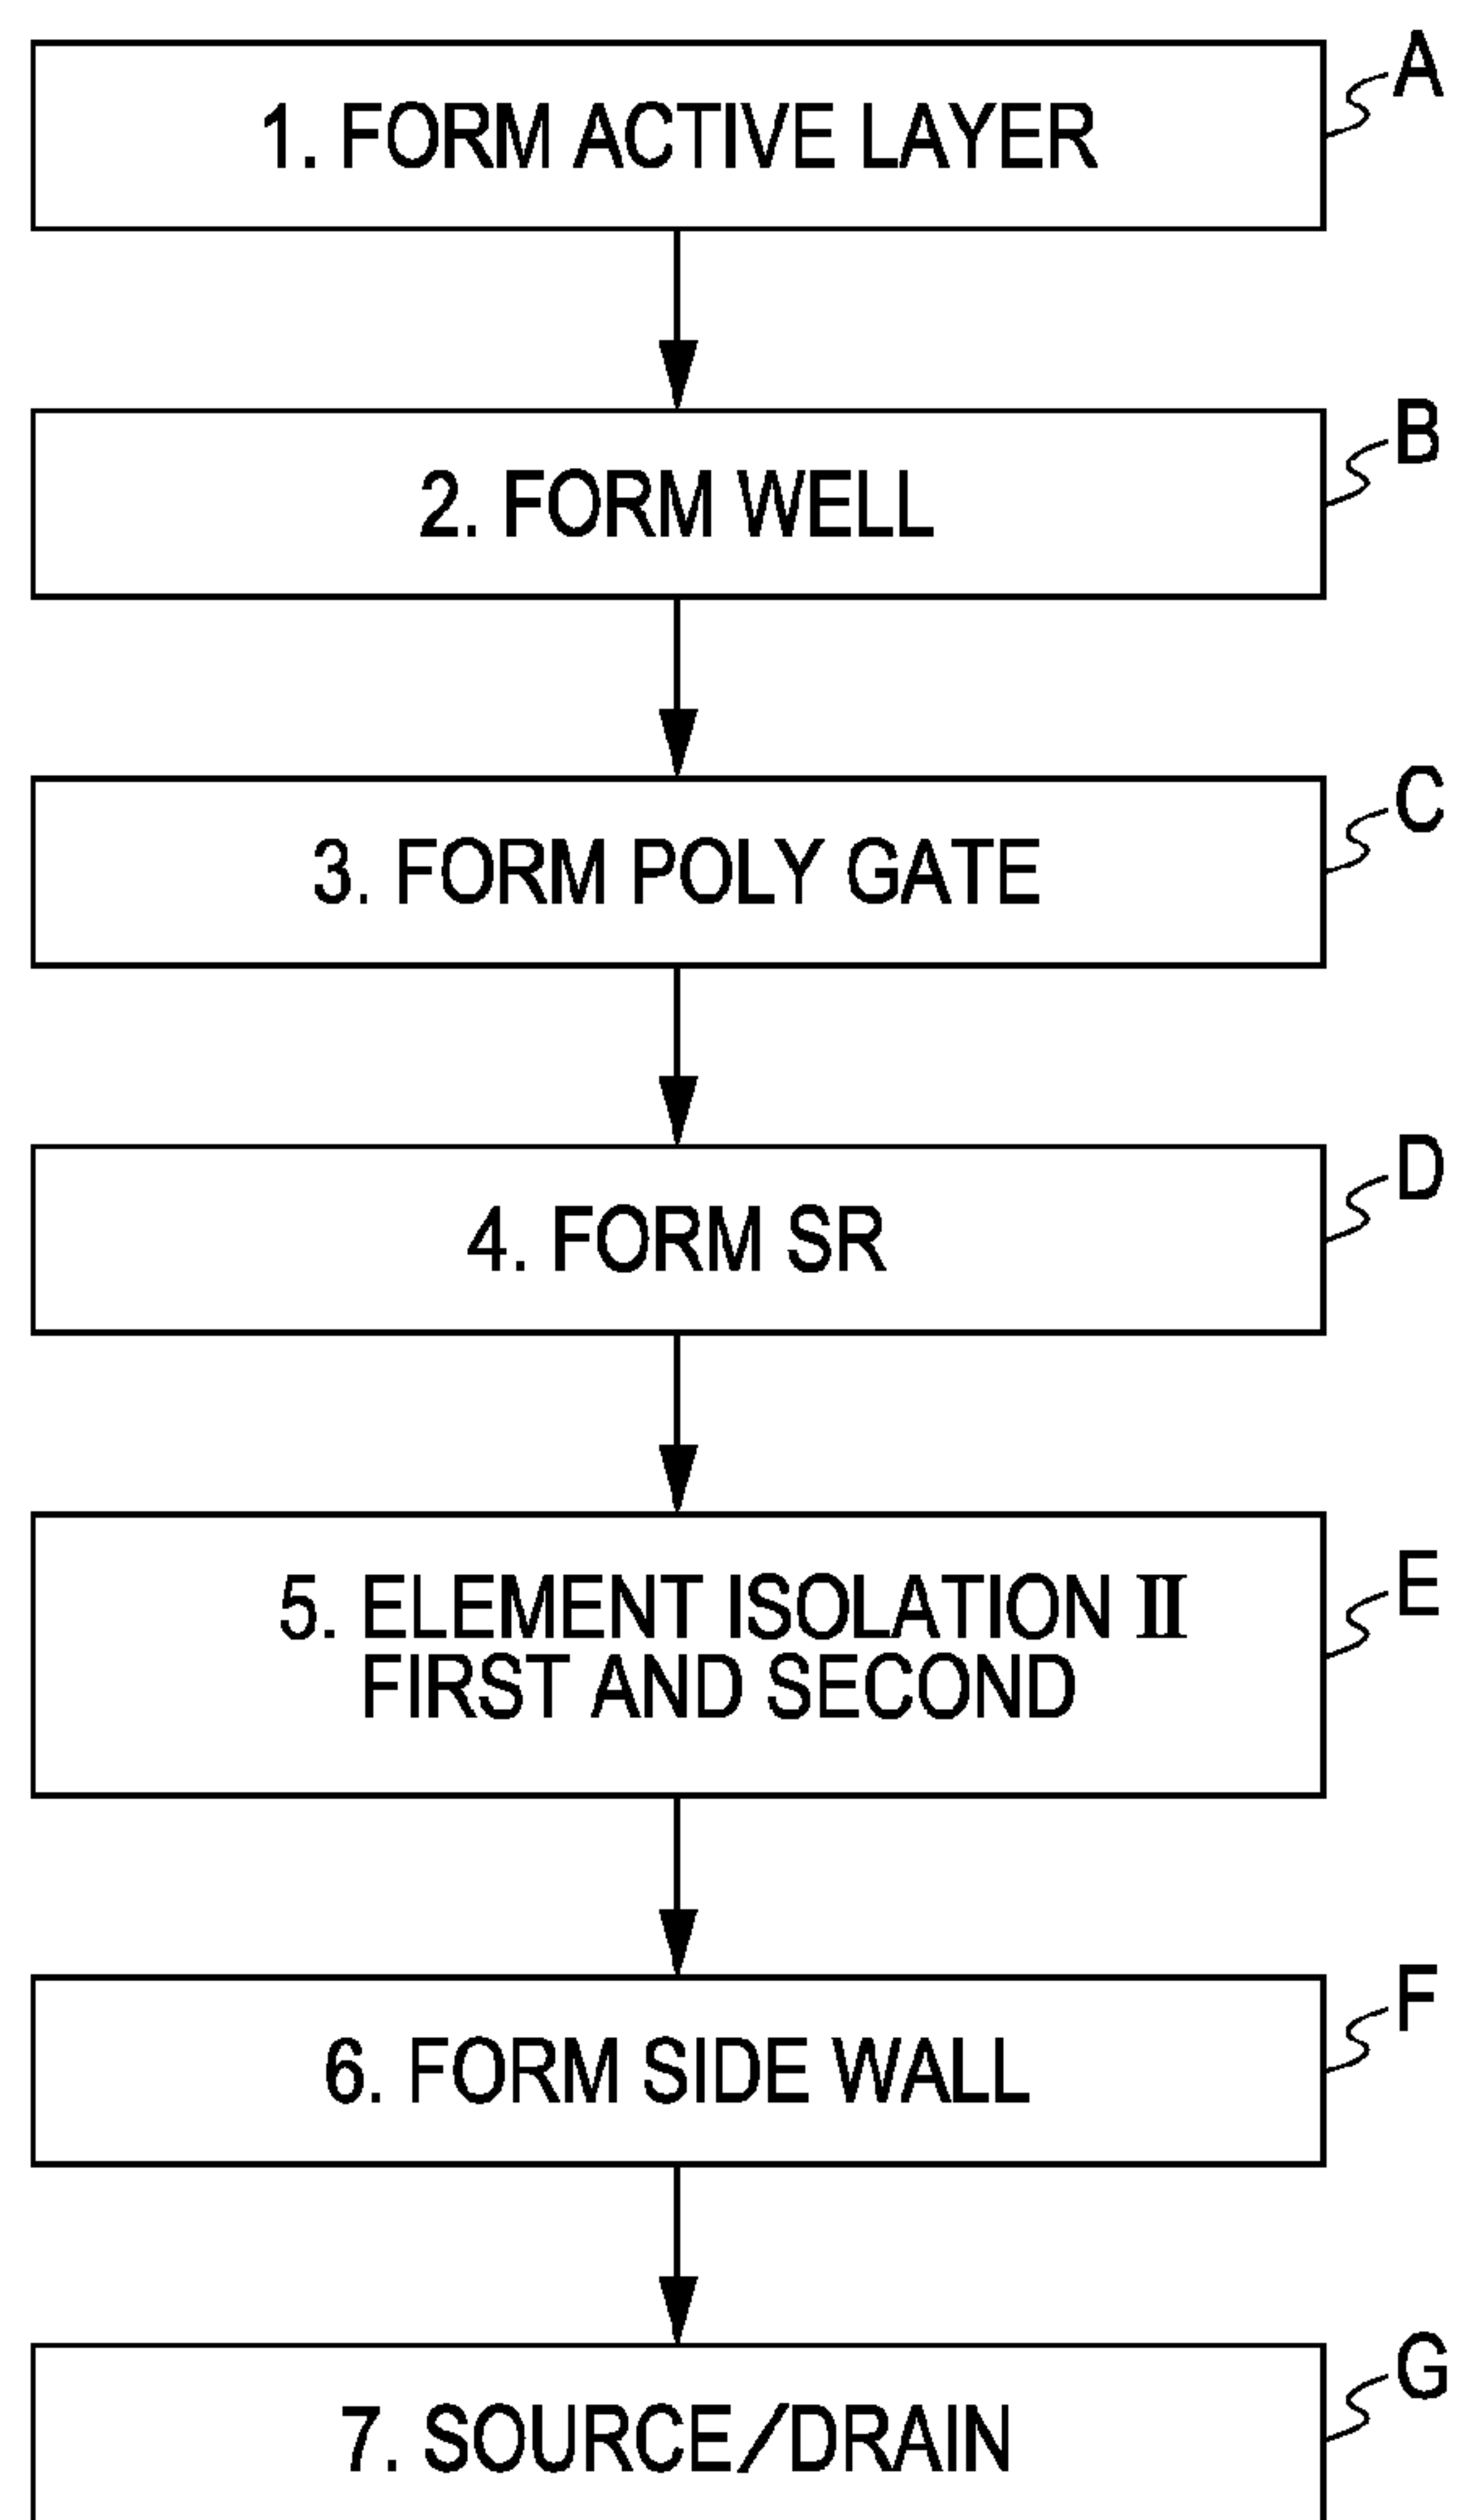 A
1. FORM ACTIVE LAYER
B
2. FORM WELL
C
3. FORM POLY GATE
D
4. FORM SR
E
5. ELEMENT ISOLATION II
FIRST AND SECOND
F
6. FORM SIDE WALL
G
7. SOURCE/DRAIN